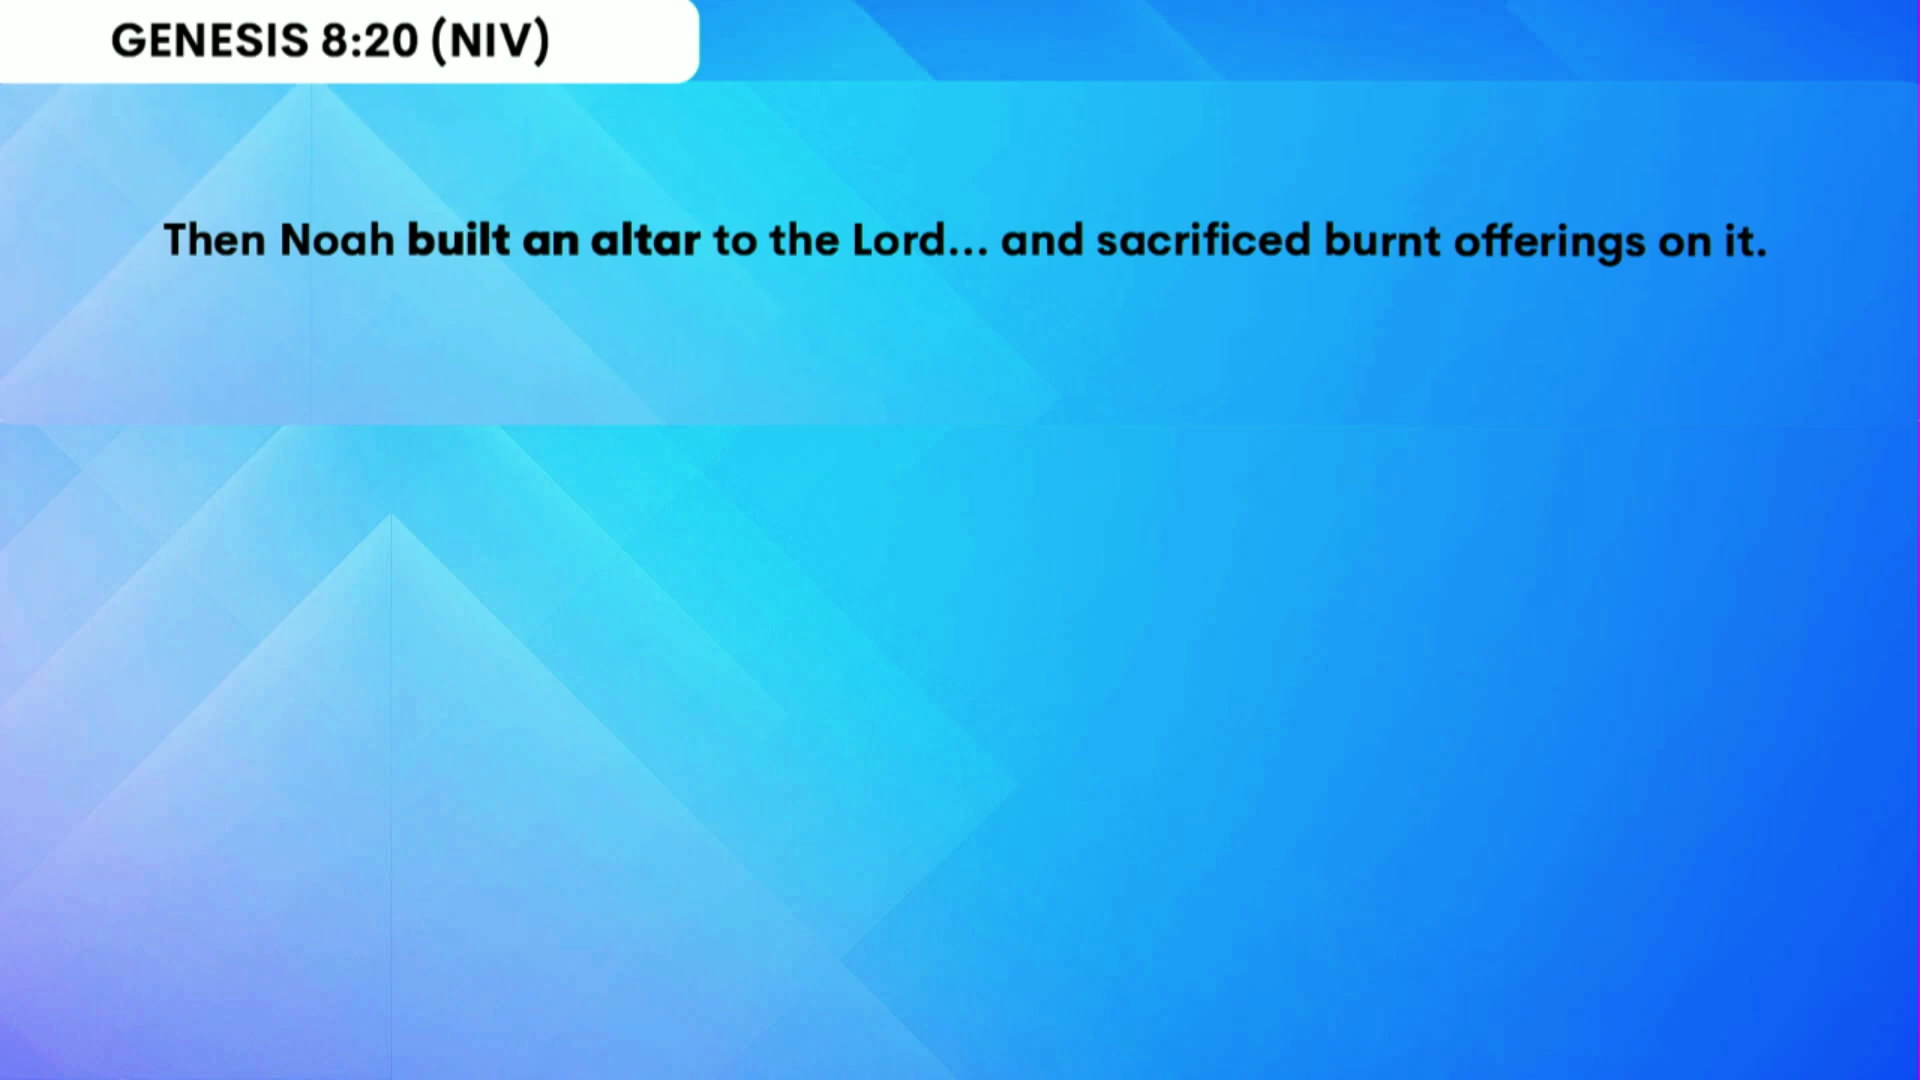 GENESIS 8:20 (NIV)
Then Noah built an altar to the Lord... and sacrificed burnt offerings on it.